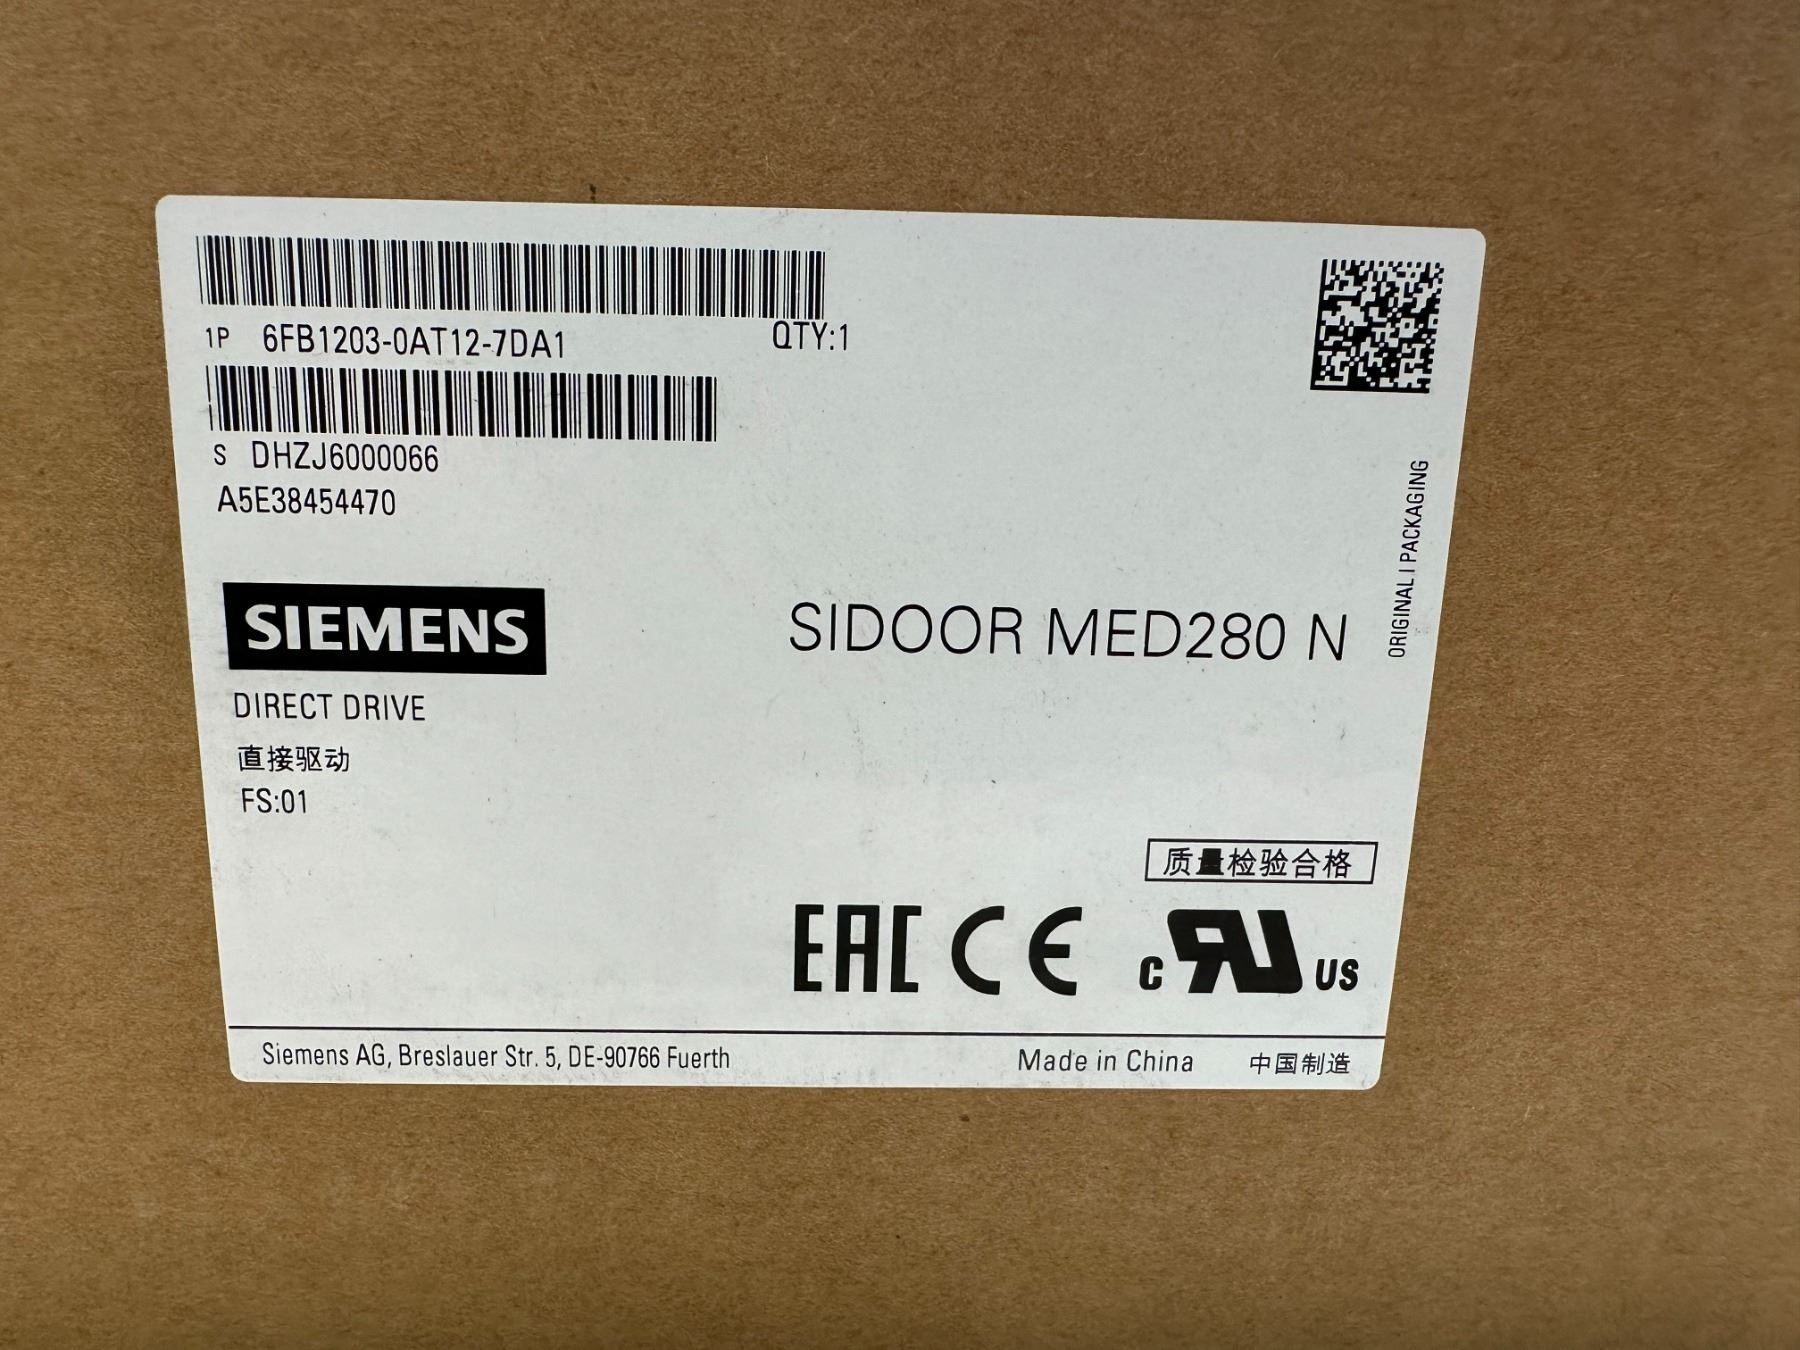 1P 6FB1203-0AT12-7DA1 QTY:1
S DHZJ6000066
A5E38454470
ORIGINAL | PACKAGING
SIEMENS
SIDOOR MED280 N
DIRECT DRIVE
直接驱动
FS:01
质量检验合格
EAC CE C RU US
Siemens AG, Breslauer Str. 5, DE-90766 Fuerth Made in China 中国制造